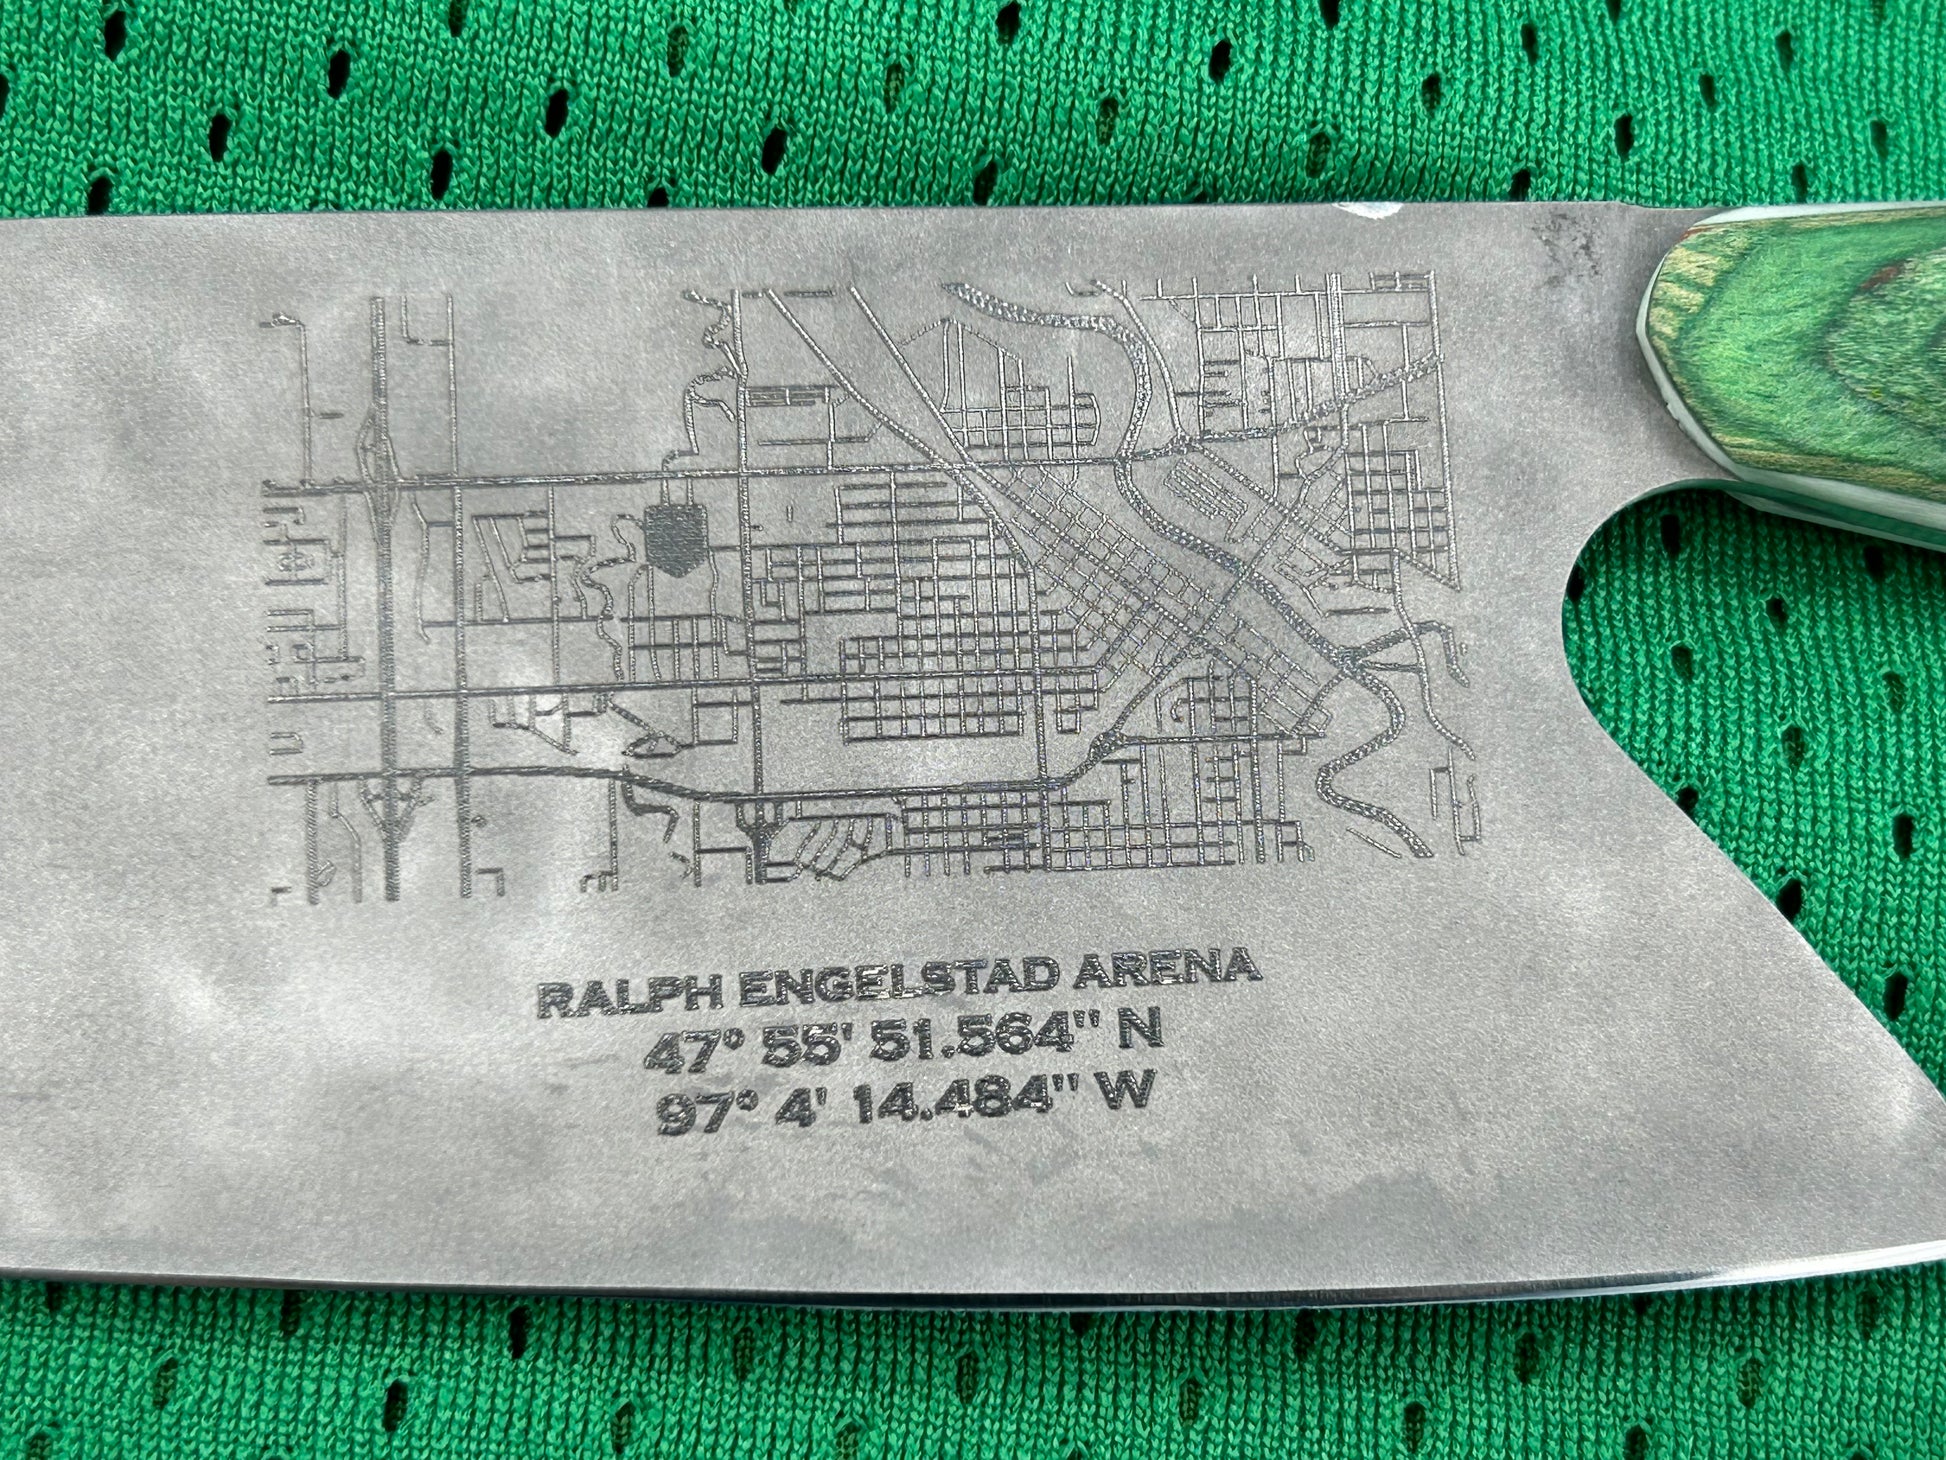 RALPH ENGELSTAD ARENA
47° 55' 51.564" N
97° 4' 14.484" W